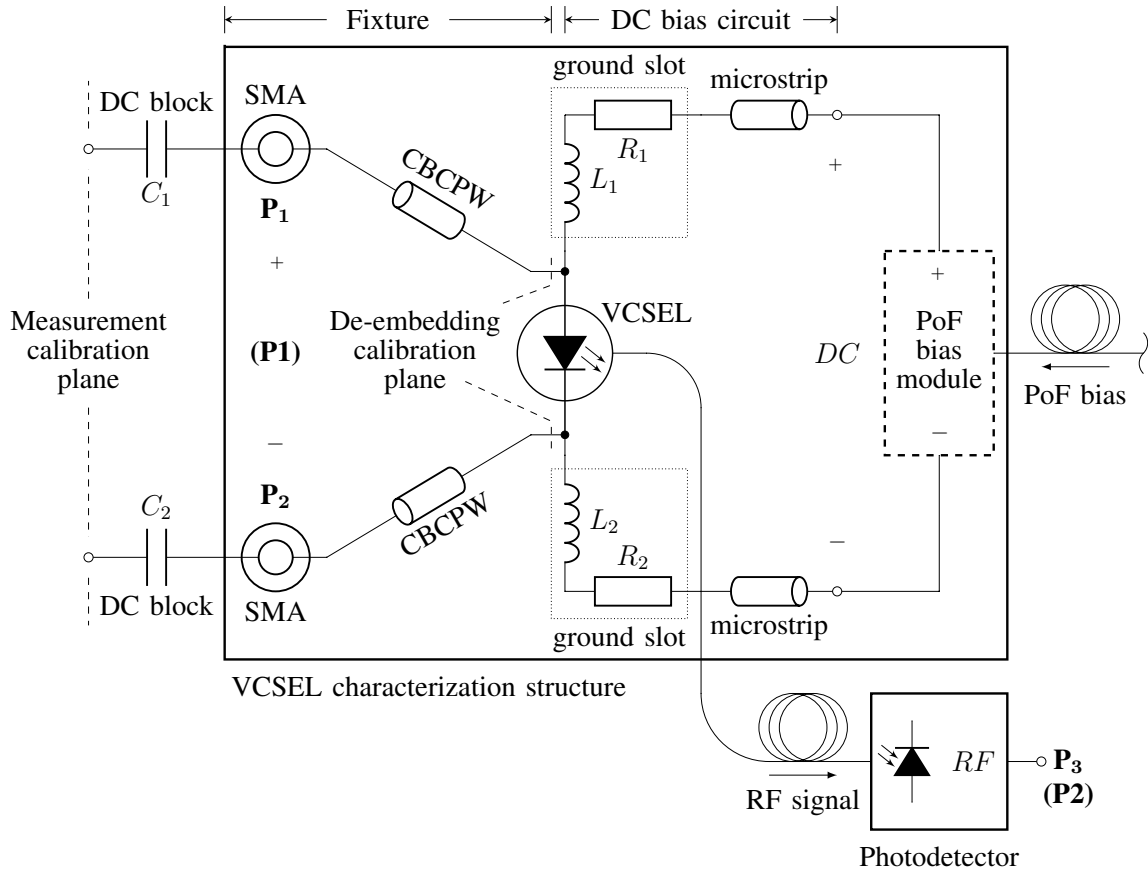 Fixture
DC bias circuit
ground slot
microstrip
DC block
SMA
R₁
CBCPW
L₁
C₁
P₁
+
+
+
VCSEL
Measurement
calibration
plane
(P1)
De-embedding
calibration
plane
DC
PoF
bias
module
PoF bias
−
−
−
C₂
P₂
CBCPW
L₂
R₂
DC block
SMA
microstrip
ground slot
VCSEL characterization structure
RF signal
RF
P₃
(P2)
Photodetector